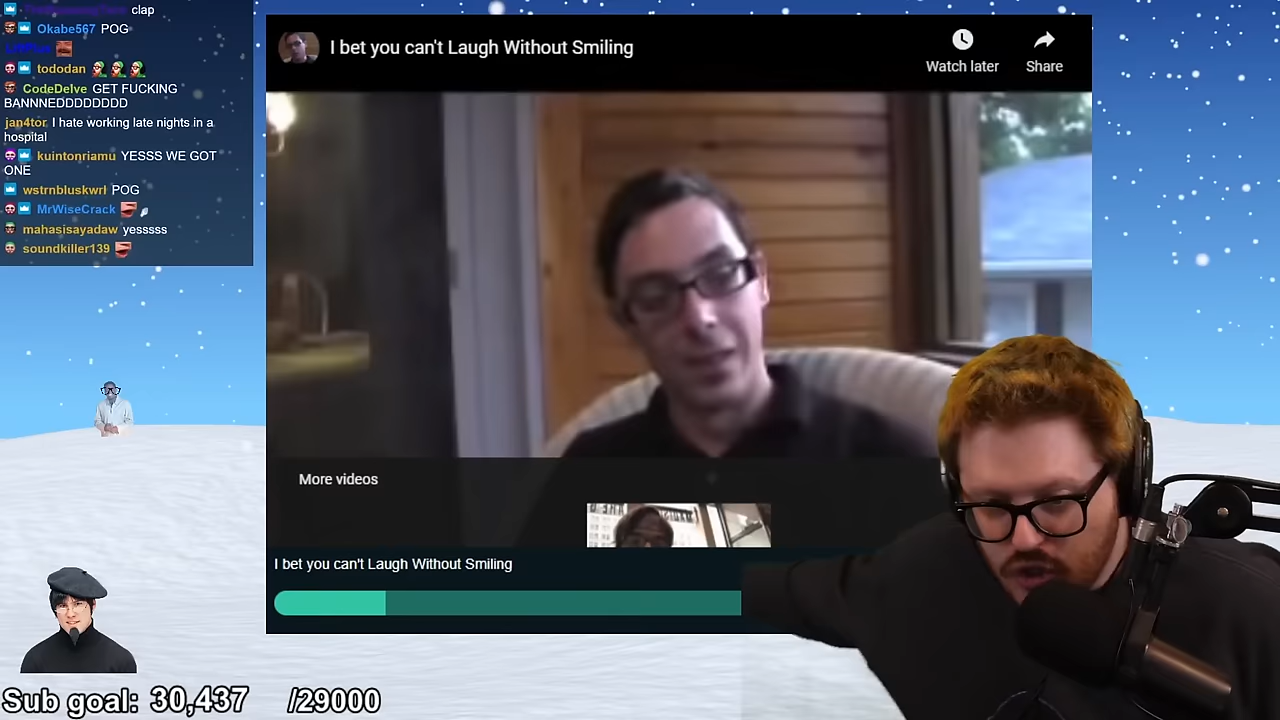 clap
Okabe567 POG
tododan
CodeDelve GET FUCKING
BANNNEDDDDDDDD
jan4tor I hate working late nights in a
hospital
kuintonriamu YESSS WE GOT
ONE
wstrnbluskwrl POG
MrWiseCrack
mahasisayadaw yesssss
soundkiller139
I bet you can't Laugh Without Smiling
Watch later
Share
More videos
I bet you can't Laugh Without Smiling
Sub goal: 30,437 /29000